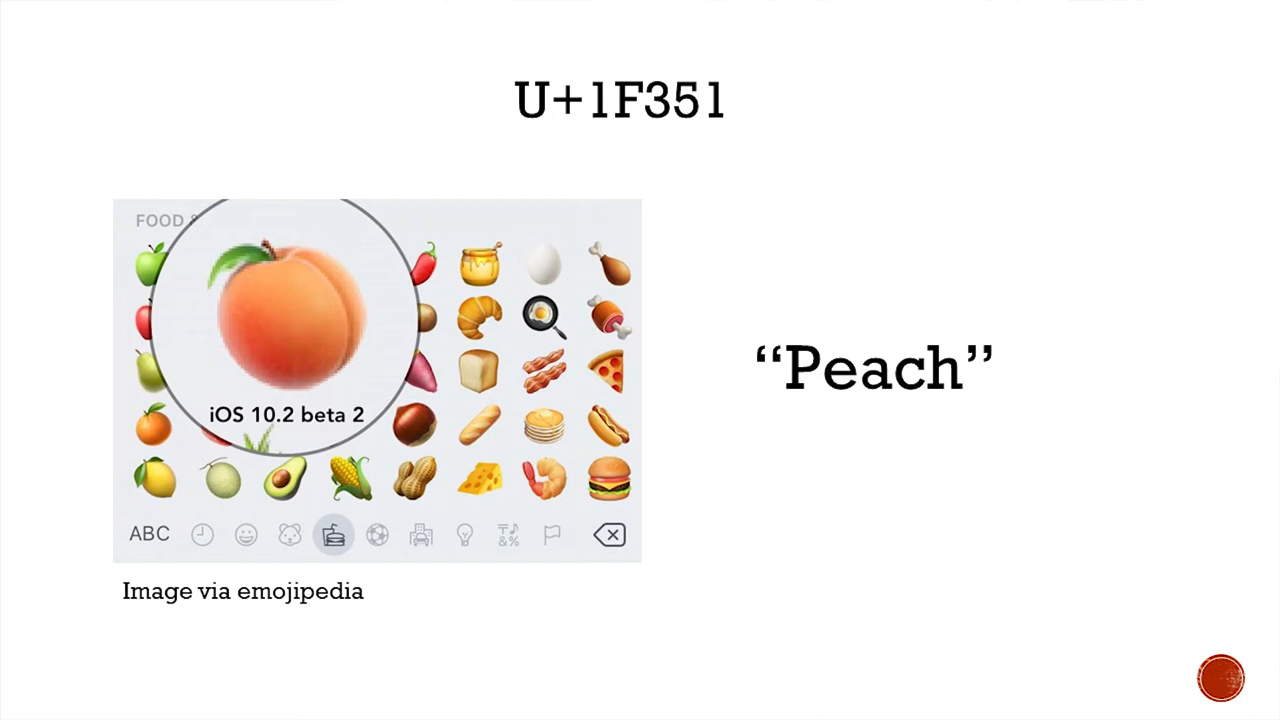 U+1F351
FOOD &
iOS 10.2 beta 2
ABC
“Peach”
Image via emojipedia